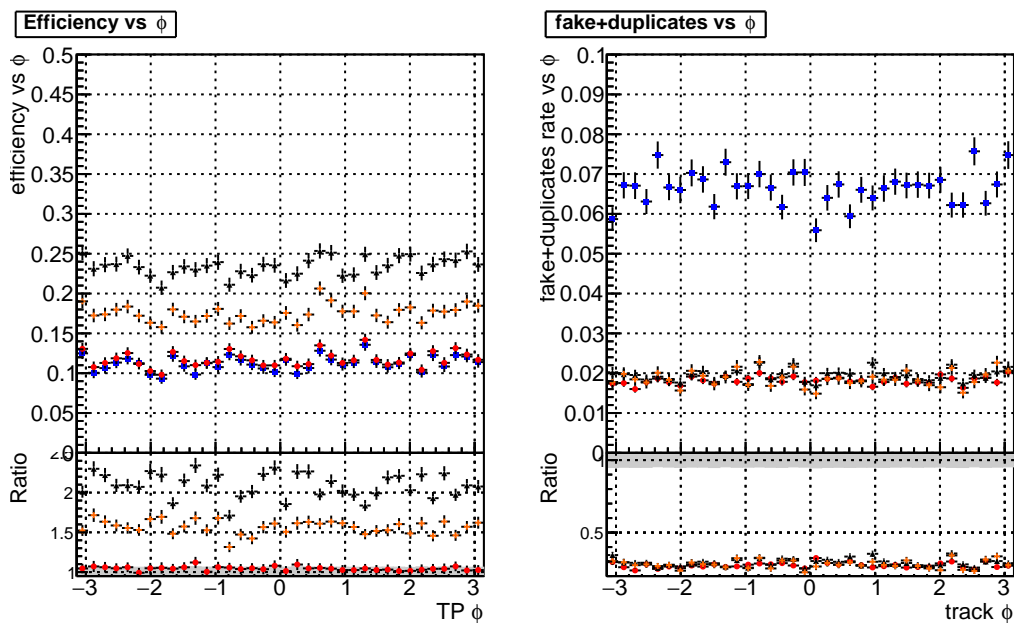 Efficiency vs ϕ
efficiency vs ϕ
0.5
0.45
0.4
0.35
0.3
0.25
0.2
0.15
0.1
0.05
0
Ratio
2
1.5
1
−3 −2 −1 0 1 2 3
TP ϕ
fake+duplicates vs ϕ
fake+duplicates rate vs ϕ
0.1
0.09
0.08
0.07
0.06
0.05
0.04
0.03
0.02
0.01
0
Ratio
1
0.5
−3 −2 −1 0 1 2 3
track ϕ